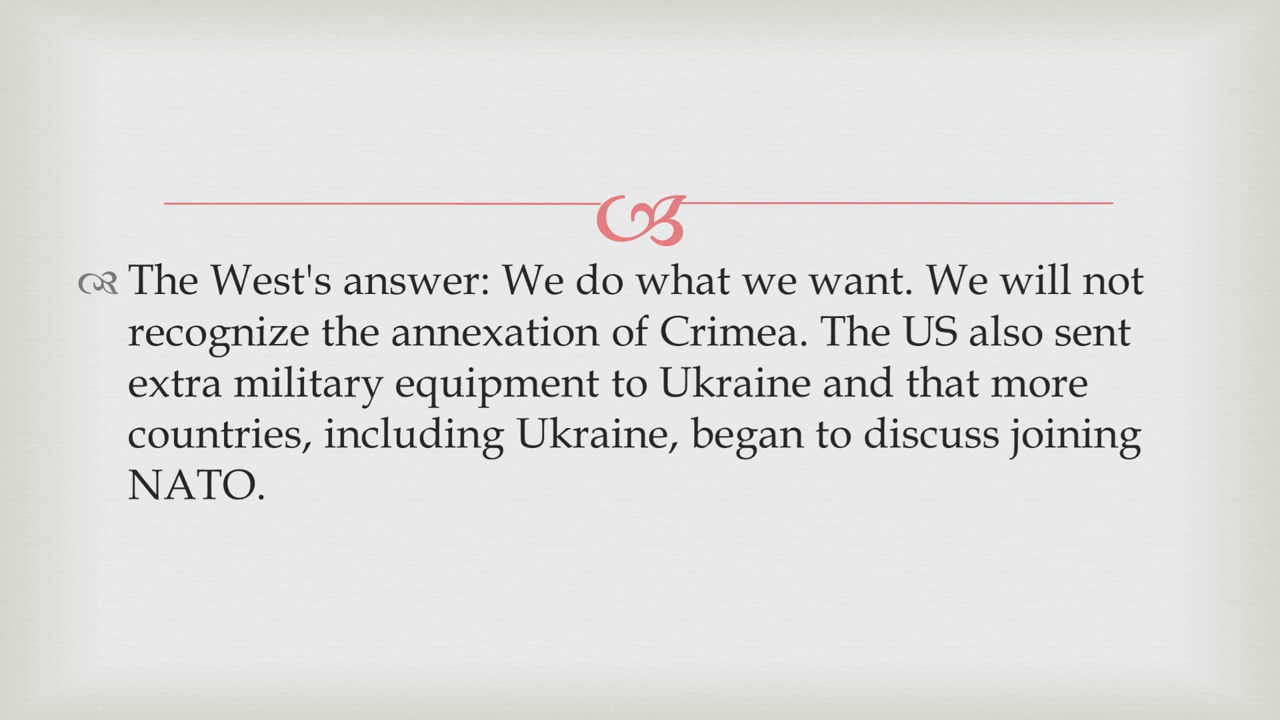 The West's answer: We do what we want. We will not
recognize the annexation of Crimea. The US also sent
extra military equipment to Ukraine and that more
countries, including Ukraine, began to discuss joining
NATO.